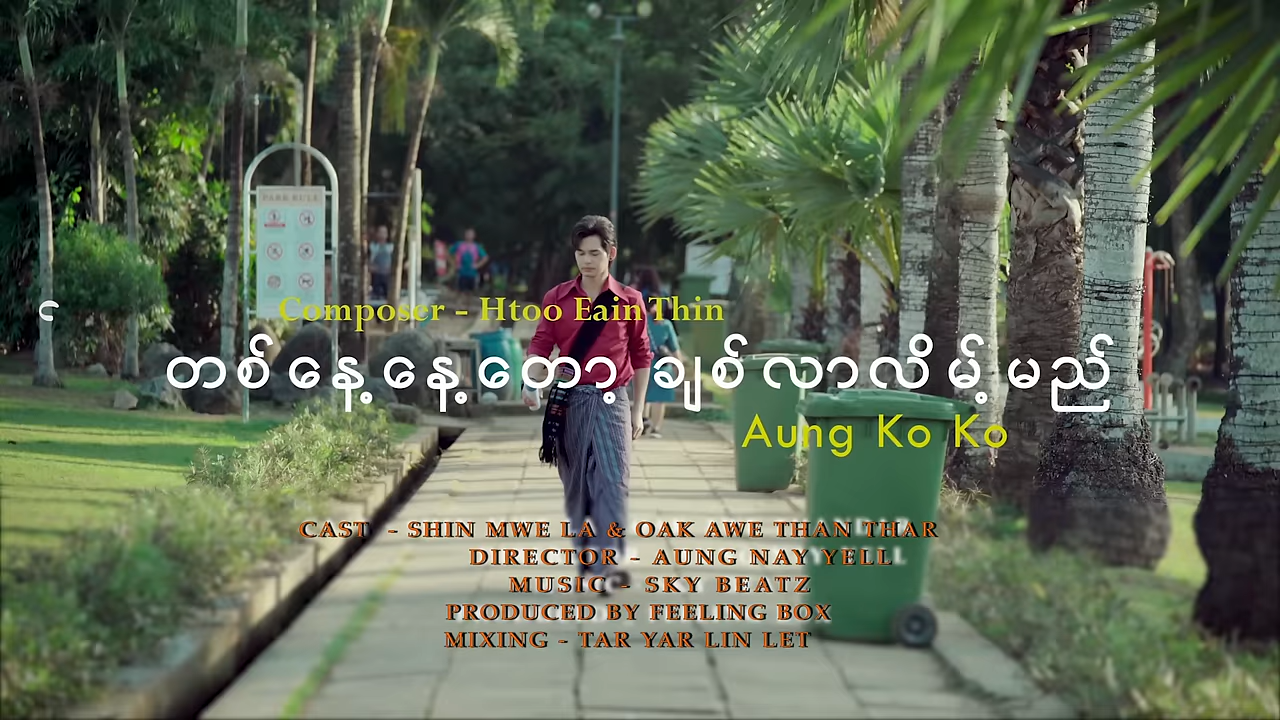 PARK RULE
Composer - Htoo Eain Thin
တစ်နေ့နေ့တော့ ချစ်လာလိမ့်မည်
Aung Ko Ko
CAST - SHIN MWE LA & OAK AWE THAN THAR
DIRECTOR - AUNG NAY YELL
MUSIC - SKY BEATZ
PRODUCED BY FEELING BOX
MIXING - TAR YAR LIN LET